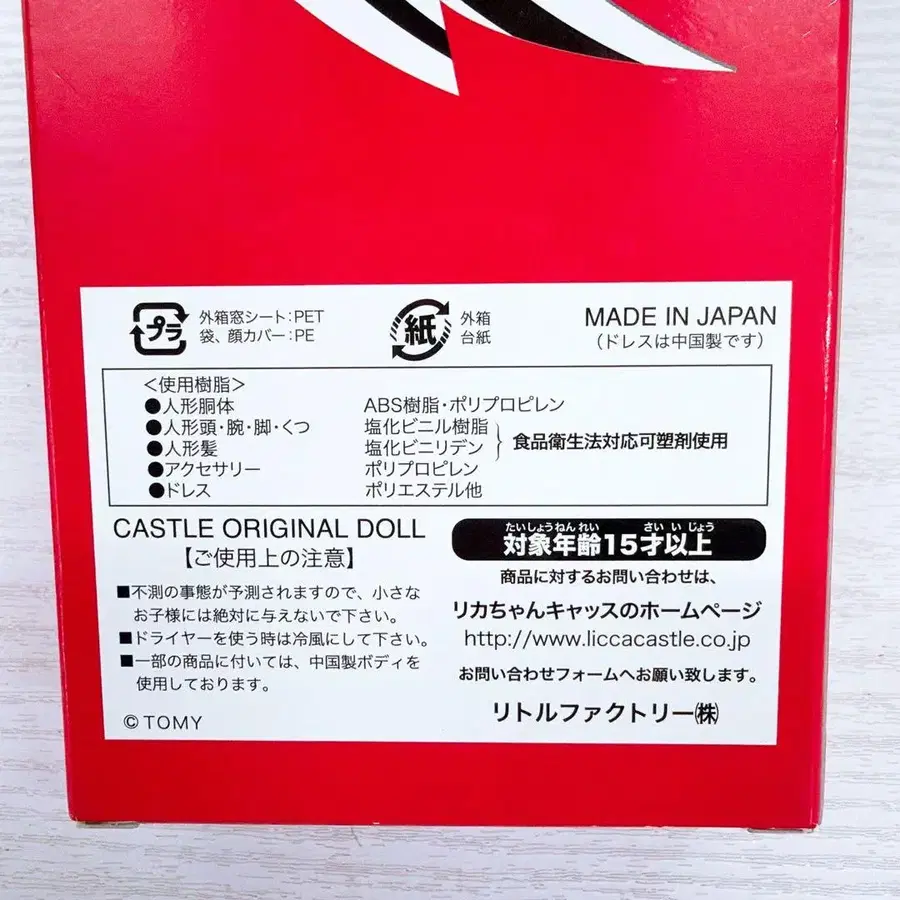 プラ
外箱窓シート:PET
袋、顔カバー:PE
紙
外箱
台紙
MADE IN JAPAN
(ドレスは中国製です)
<使用樹脂>
●人形胴体 ABS樹脂・ポリプロピレン
●人形頭・腕・脚・くつ 塩化ビニル樹脂
●人形髪 塩化ビニリデン
食品衛生法対応可塑剤使用
●アクセサリー ポリプロピレン
●ドレス ポリエステル他
CASTLE ORIGINAL DOLL
【ご使用上の注意】
■不測の事態が予測されますので、小さな
お子様には絶対に与えないで下さい。
■ドライヤーを使う時は冷風にして下さい。
■一部の商品に付いては、中国製ボディを
使用しております。
©TOMY
たいしょうねんれい さいいじょう
対象年齢15才以上
商品に対するお問い合わせは、
リカちゃんキャッスのホームページ
http://www.liccacastle.co.jp
お問い合わせフォームへお願い致します。
リトルファクトリー㈱